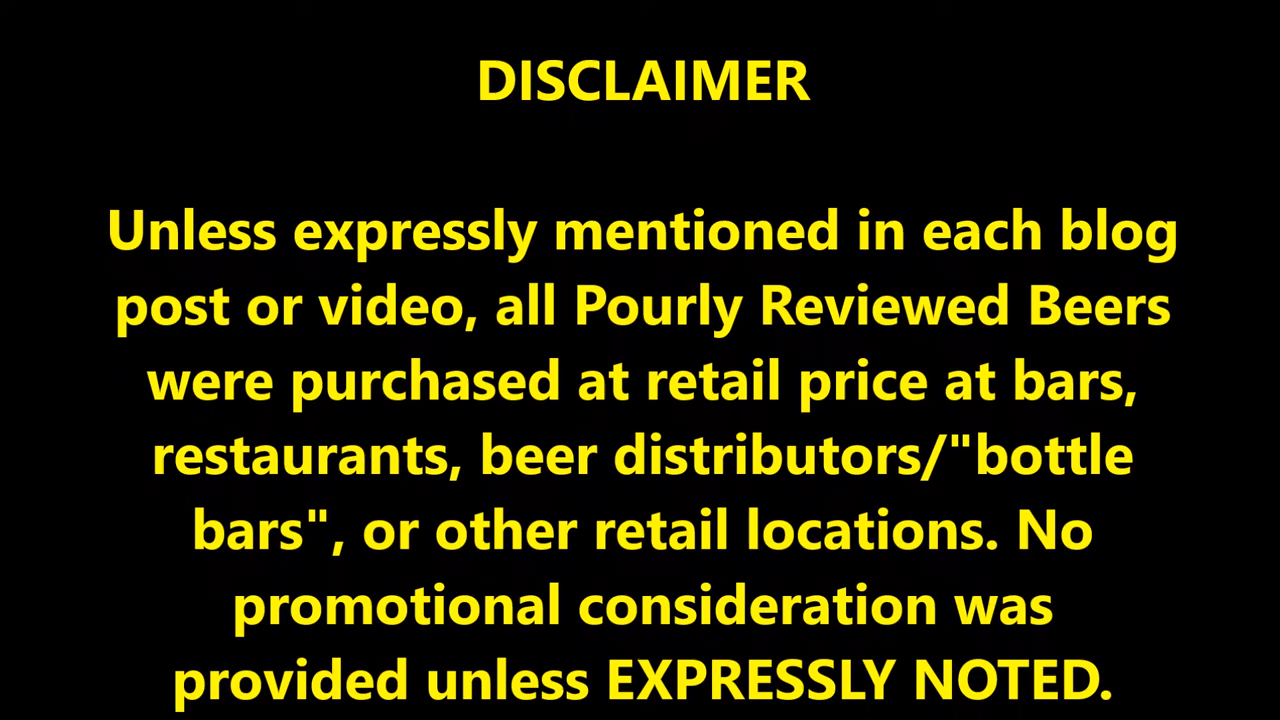 DISCLAIMER
Unless expressly mentioned in each blog
post or video, all Pourly Reviewed Beers
were purchased at retail price at bars,
restaurants, beer distributors/"bottle
bars", or other retail locations. No
promotional consideration was
provided unless EXPRESSLY NOTED.